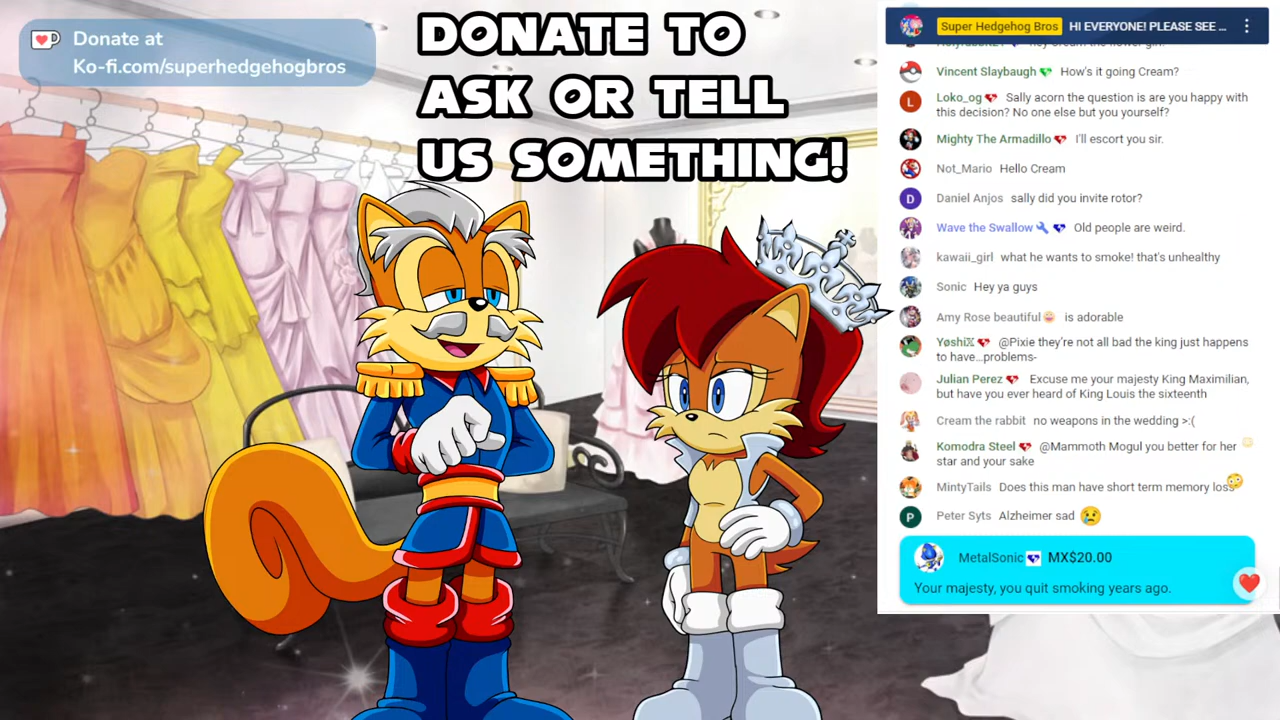 Donate at
Ko-fi.com/superhedgehogbros
DONATE TO
ASK OR TELL
US SOMETHING!
Super Hedgehog Bros HI EVERYONE! PLEASE SEE ...
Vincent Slaybaugh How's it going Cream?
Loko_og Sally acorn the question is are you happy with
this decision? No one else but you yourself?
Mighty The Armadillo I'll escort you sir.
Not_Mario Hello Cream
D Daniel Anjos sally did you invite rotor?
Wave the Swallow Old people are weird.
kawaii_girl what he wants to smoke! that's unhealthy
Sonic Hey ya guys
Amy Rose beautiful is adorable
Yøshi𝕏 @Pixie they're not all bad the king just happens
to have…problems-
Julian Perez Excuse me your majesty King Maximilian,
but have you ever heard of King Louis the sixteenth
Cream the rabbit no weapons in the wedding >:(
Komodra Steel @Mammoth Mogul you better for her
star and your sake
MintyTails Does this man have short term memory loss
P Peter Syts Alzheimer sad
MetalSonic MX$20.00
Your majesty, you quit smoking years ago.